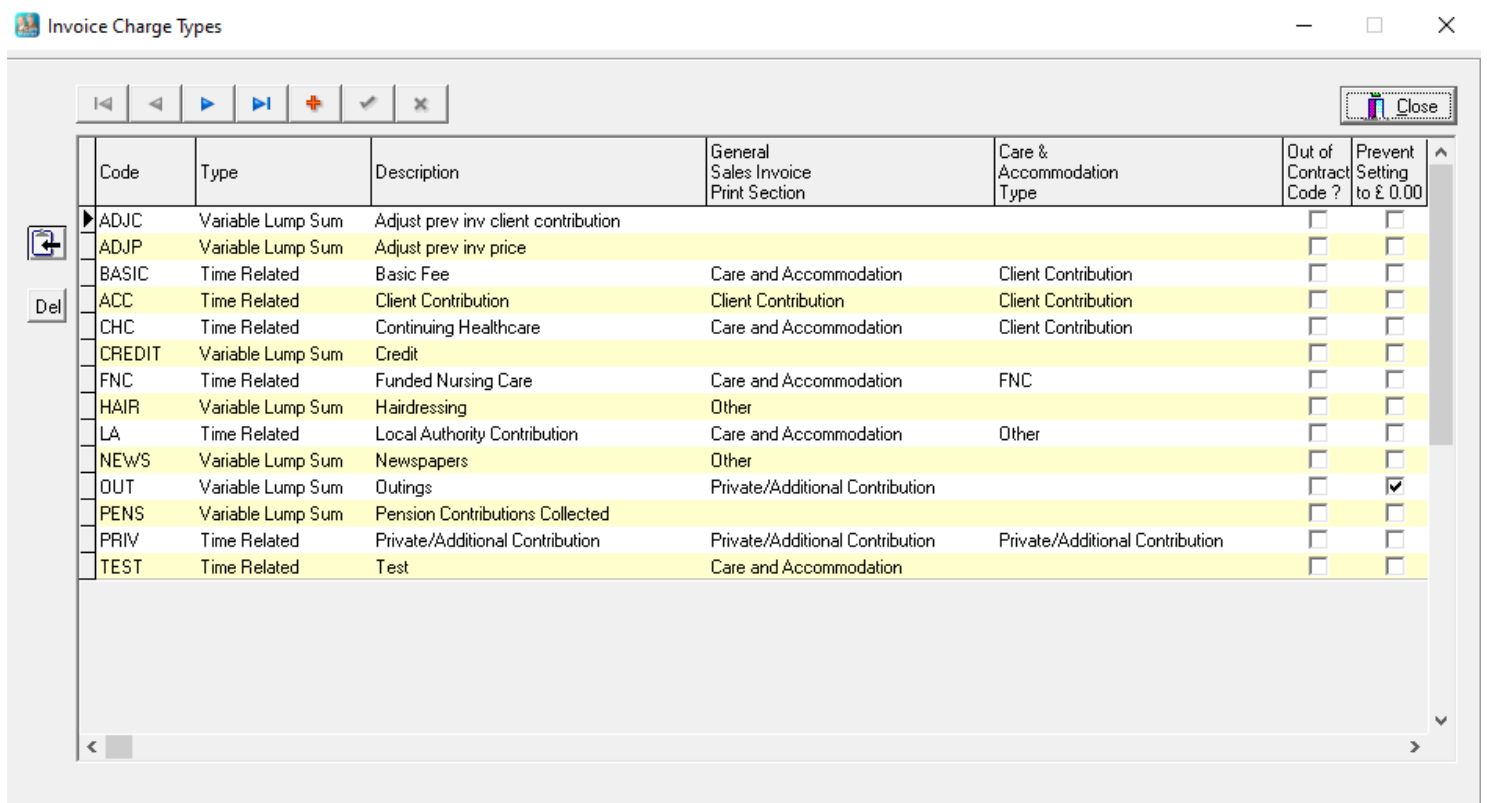 Invoice Charge Types
Close
Code Type Description General Sales Invoice Print Section Care & Accommodation Type Out of Contract Code ? Prevent Setting to £ 0.00
ADJC Variable Lump Sum Adjust prev inv client contribution
ADJP Variable Lump Sum Adjust prev inv price
BASIC Time Related Basic Fee Care and Accommodation Client Contribution
Del
ACC Time Related Client Contribution Client Contribution Client Contribution
CHC Time Related Continuing Healthcare Care and Accommodation Client Contribution
CREDIT Variable Lump Sum Credit
FNC Time Related Funded Nursing Care Care and Accommodation FNC
HAIR Variable Lump Sum Hairdressing Other
LA Time Related Local Authority Contribution Care and Accommodation Other
NEWS Variable Lump Sum Newspapers Other
OUT Variable Lump Sum Outings Private/Additional Contribution
PENS Variable Lump Sum Pension Contributions Collected
PRIV Time Related Private/Additional Contribution Private/Additional Contribution Private/Additional Contribution
TEST Time Related Test Care and Accommodation